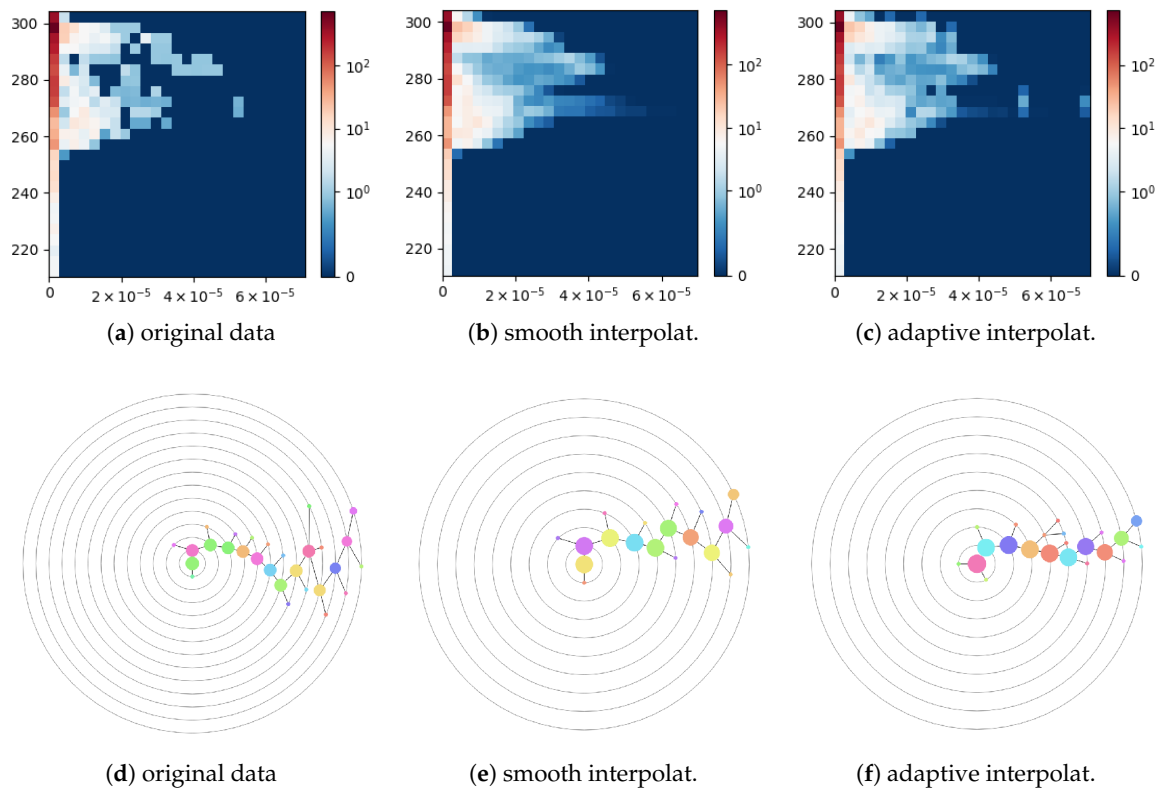 300
280
260
240
220
0
2 × 10⁻⁵
4 × 10⁻⁵
6 × 10⁻⁵
10²
10¹
10⁰
0
(a) original data
300
280
260
240
220
0
2 × 10⁻⁵
4 × 10⁻⁵
6 × 10⁻⁵
10²
10¹
10⁰
0
(b) smooth interpolat.
300
280
260
240
220
0
2 × 10⁻⁵
4 × 10⁻⁵
6 × 10⁻⁵
10²
10¹
10⁰
0
(c) adaptive interpolat.
(d) original data
(e) smooth interpolat.
(f) adaptive interpolat.